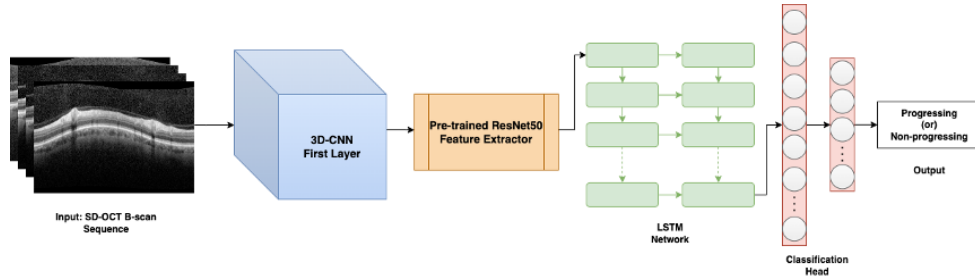 Input: SD-OCT B-scan
Sequence
3D-CNN
First Layer
Pre-trained ResNet50
Feature Extractor
LSTM
Network
Classification
Head
Progressing
(or)
Non-progressing
Output